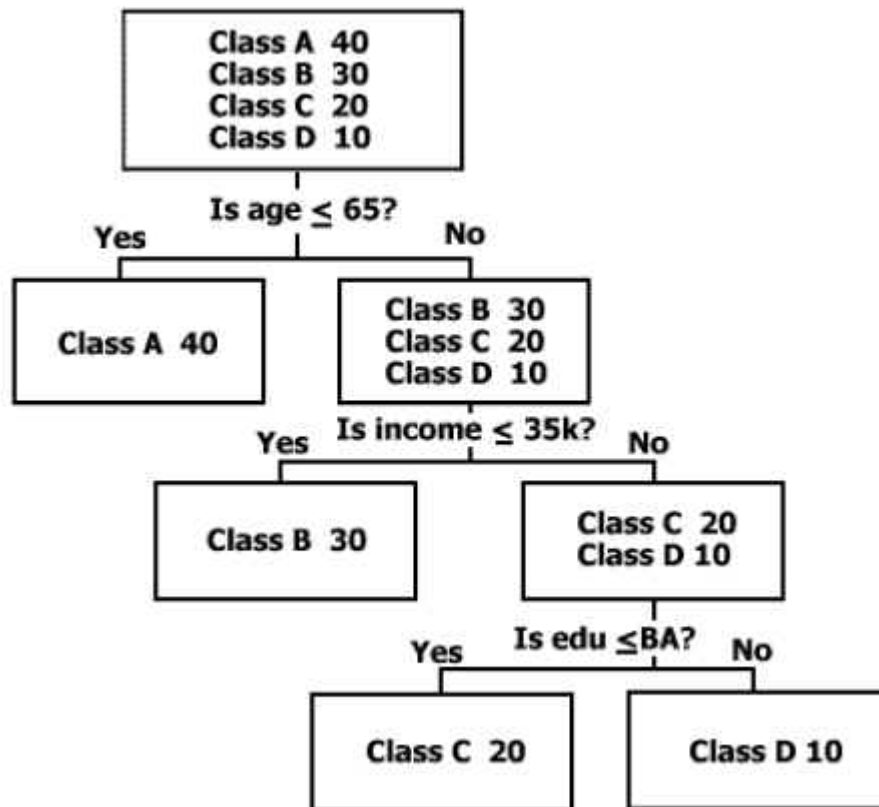 Class A 40
Class B 30
Class C 20
Class D 10
Is age ≤ 65?
Yes
No
Class A 40
Class B 30
Class C 20
Class D 10
Is income ≤ 35k?
Yes
No
Class B 30
Class C 20
Class D 10
Is edu ≤BA?
Yes
No
Class C 20
Class D 10